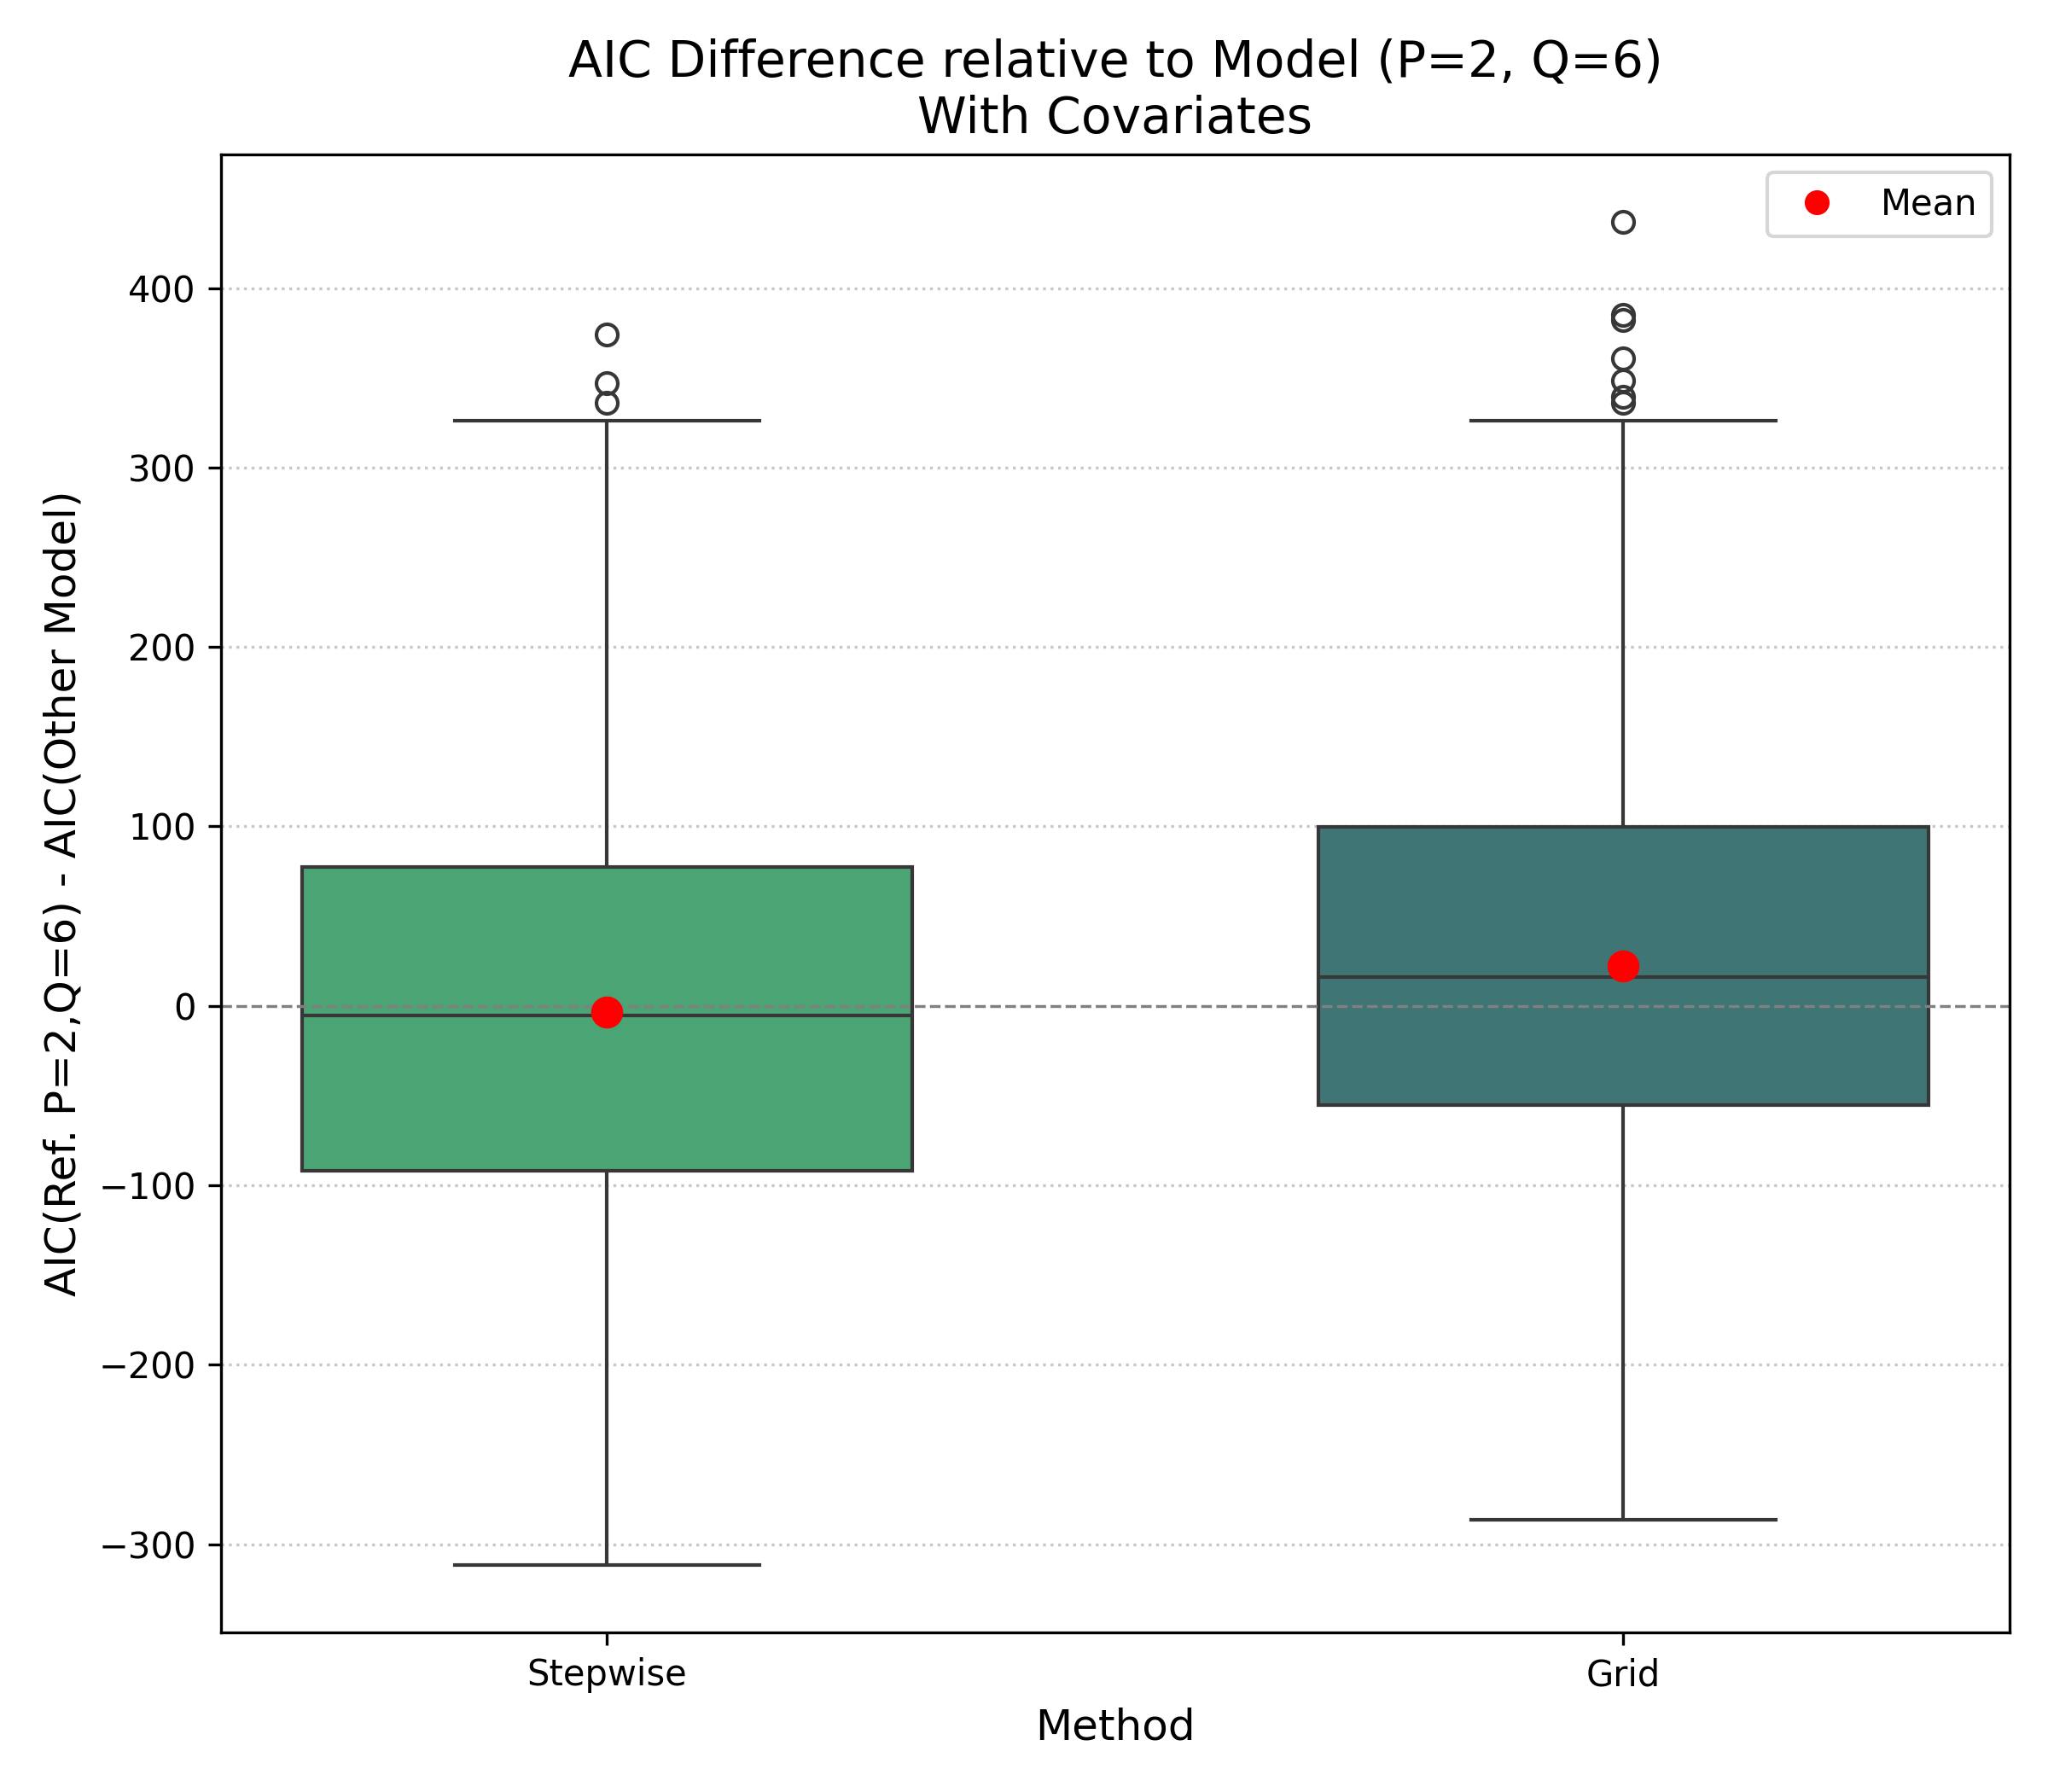 AIC Difference relative to Model (P=2, Q=6)
With Covariates
Mean
AIC(Ref. P=2,Q=6) - AIC(Other Model)
400
300
200
100
0
−100
−200
−300
Stepwise
Grid
Method